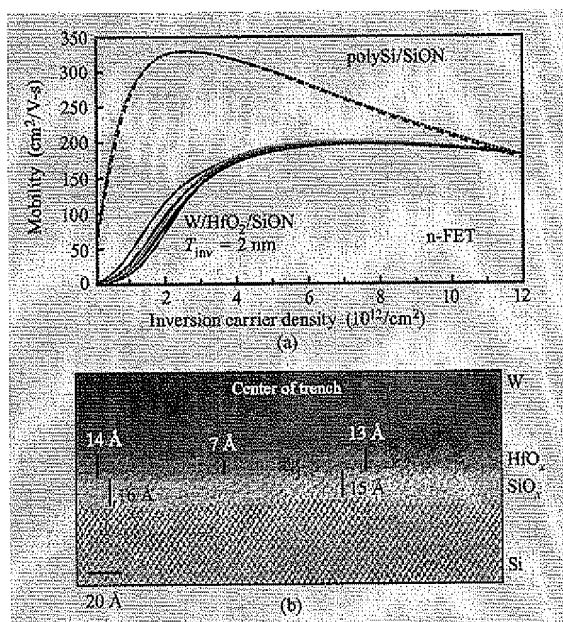 350
300
250
200
150
100
50
0
Mobility (cm²/V-s)
polySi/SiON
W/HfO₂/SiON
T_inv = 2 nm
n-FET
2 4 6 8 10 12
Inversion carrier density (10¹²/cm²)
(a)
Center of trench
W
14 Å
7 Å
13 Å
HfOₓ
SiOₓ
16 Å
15 Å
Si
20 Å
(b)